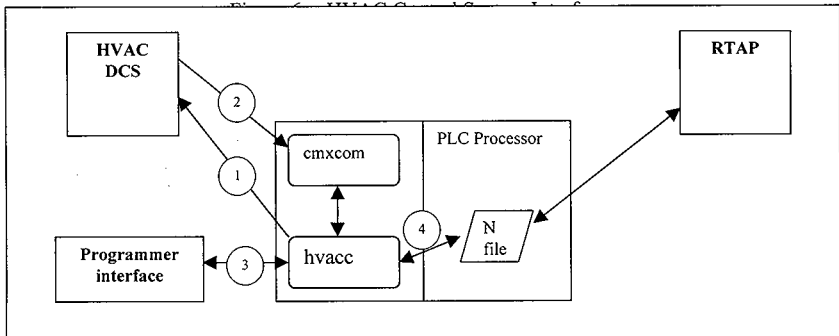 HVAC
DCS
RTAP
2
cmxcom
PLC Processor
1
4
N
file
Programmer
interface
3
hvacc